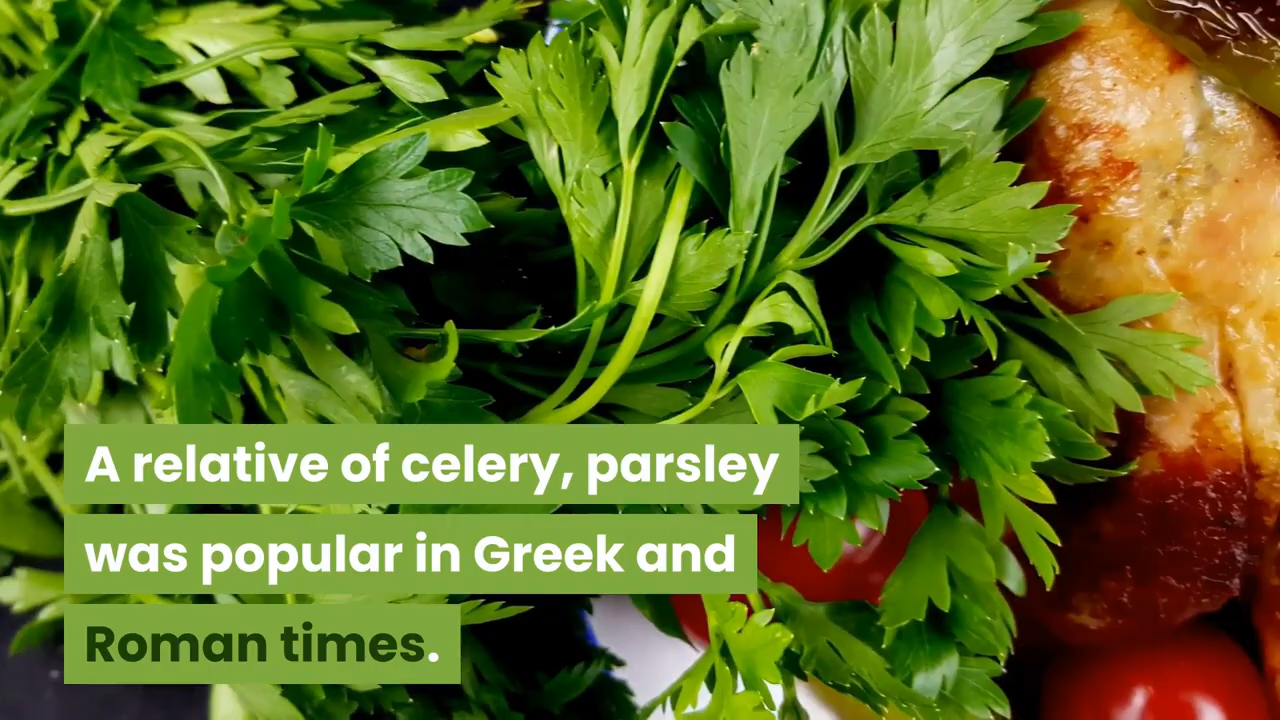 A relative of celery, parsley
was popular in Greek and
Roman times.